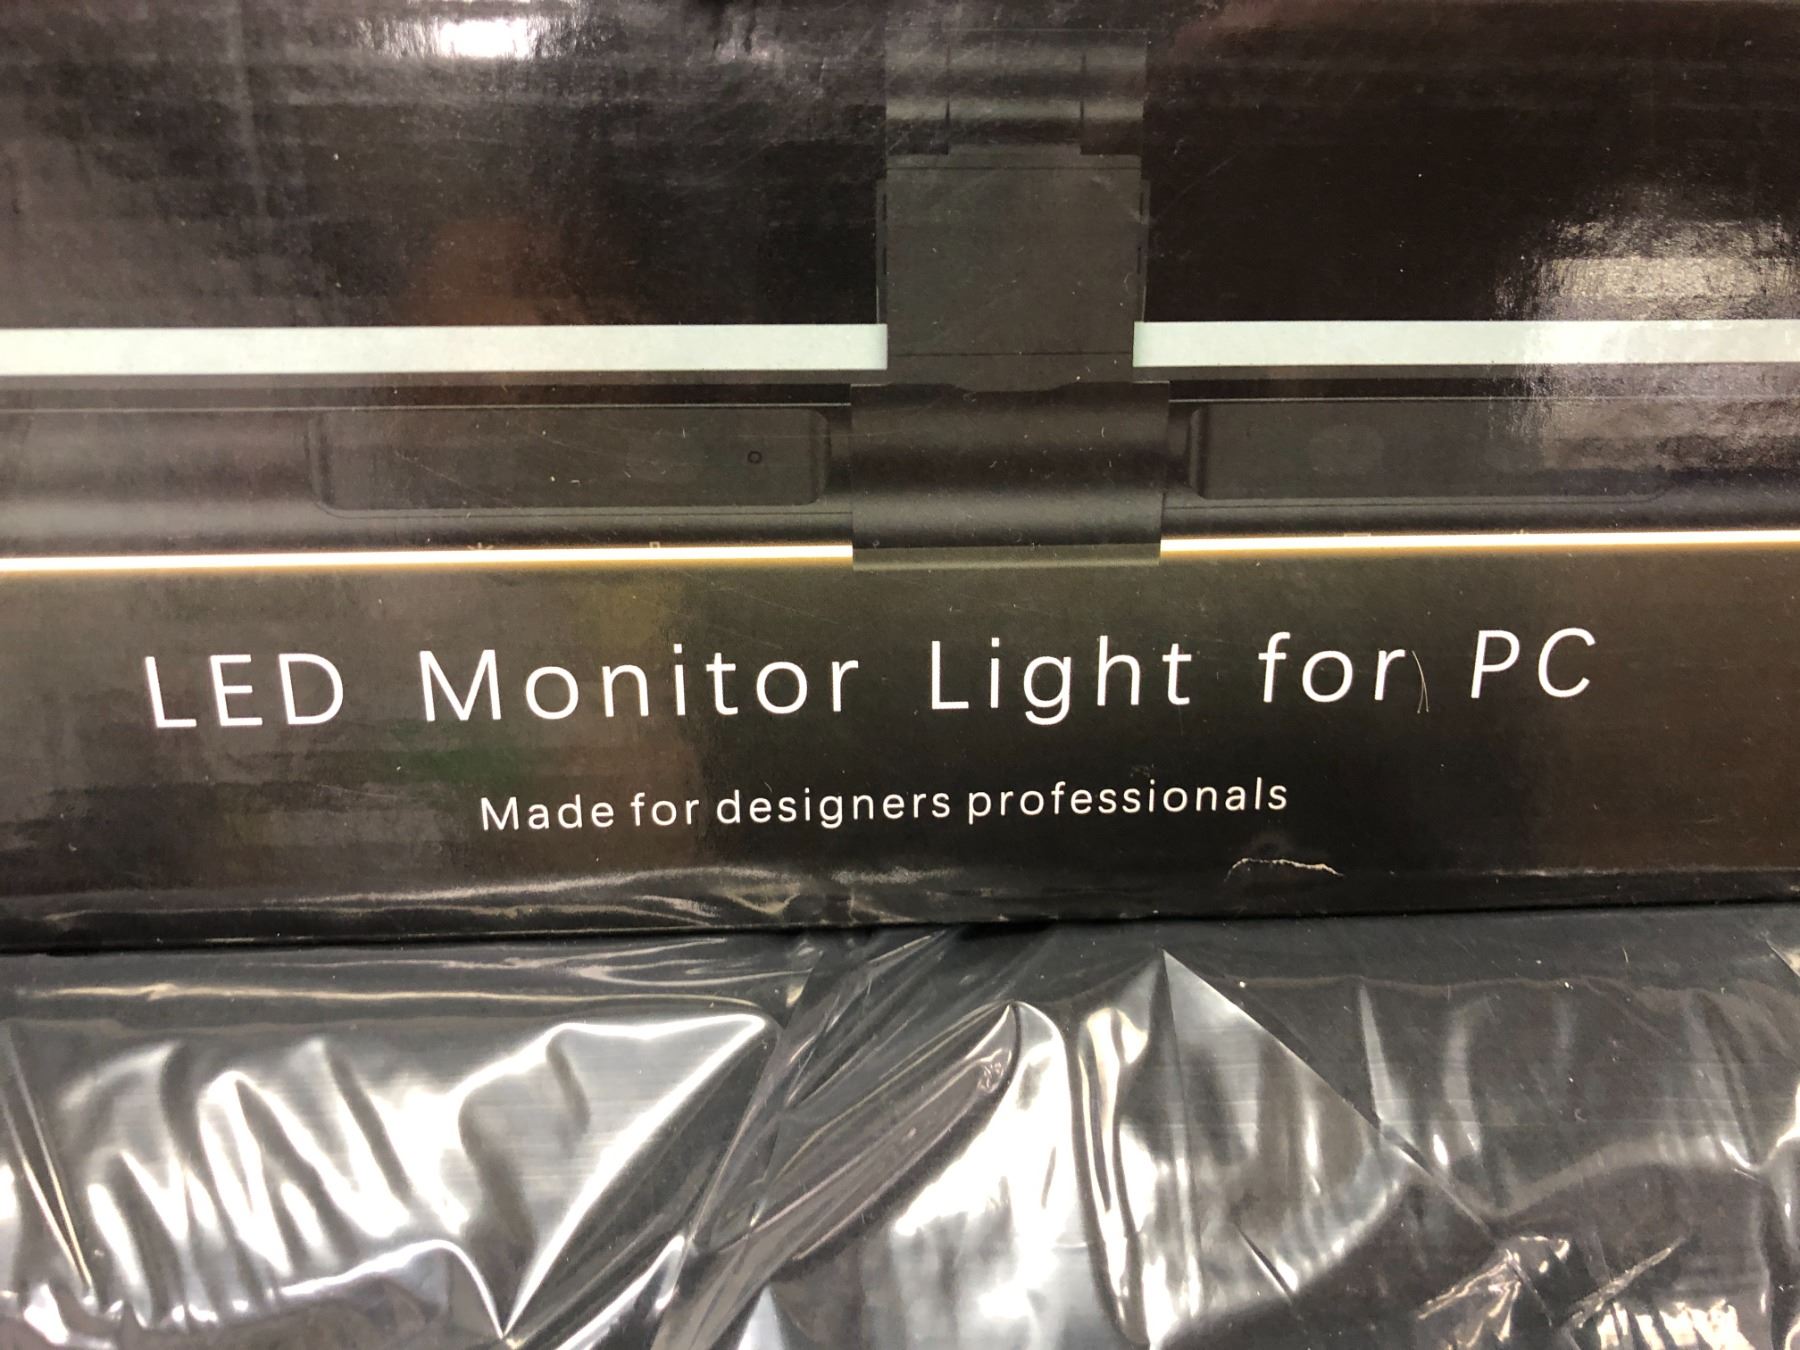 LED Monitor Light for PC
Made for designers professionals